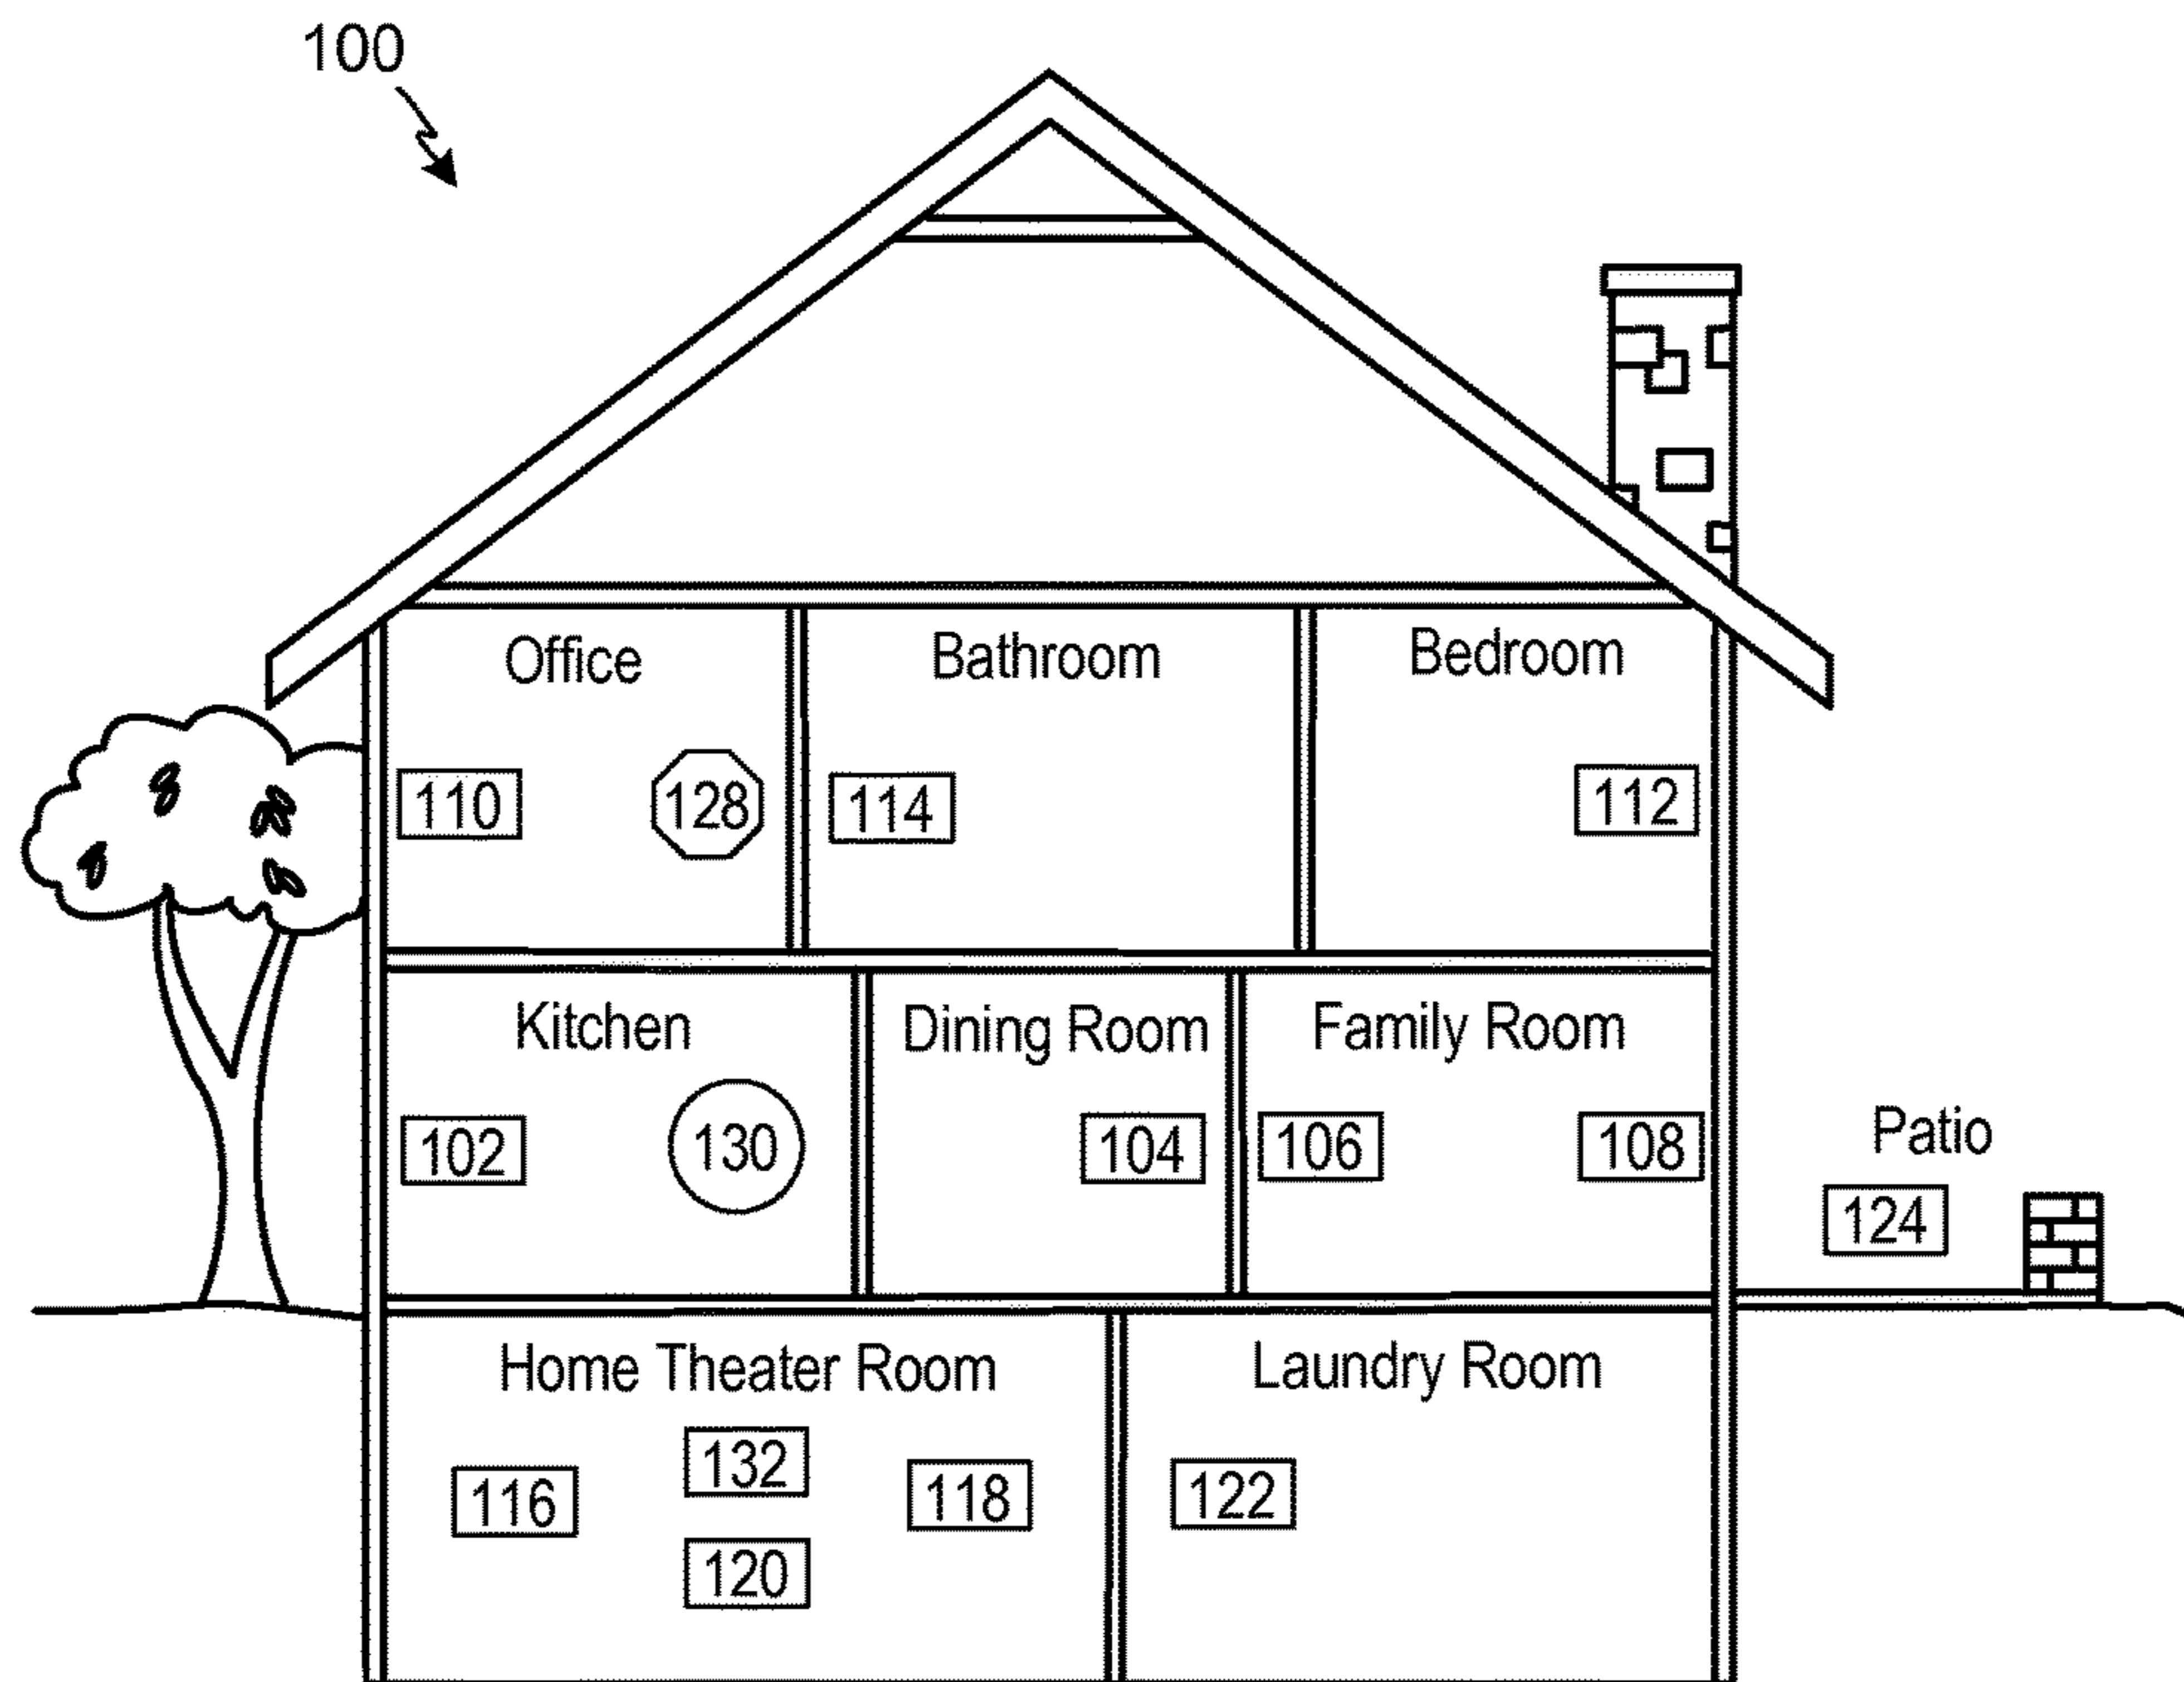 100
Office Bathroom Bedroom
110 128 114 112
Kitchen Dining Room Family Room
102 130 104 106 108
Patio
124
Home Theater Room Laundry Room
132
116 118 122
120